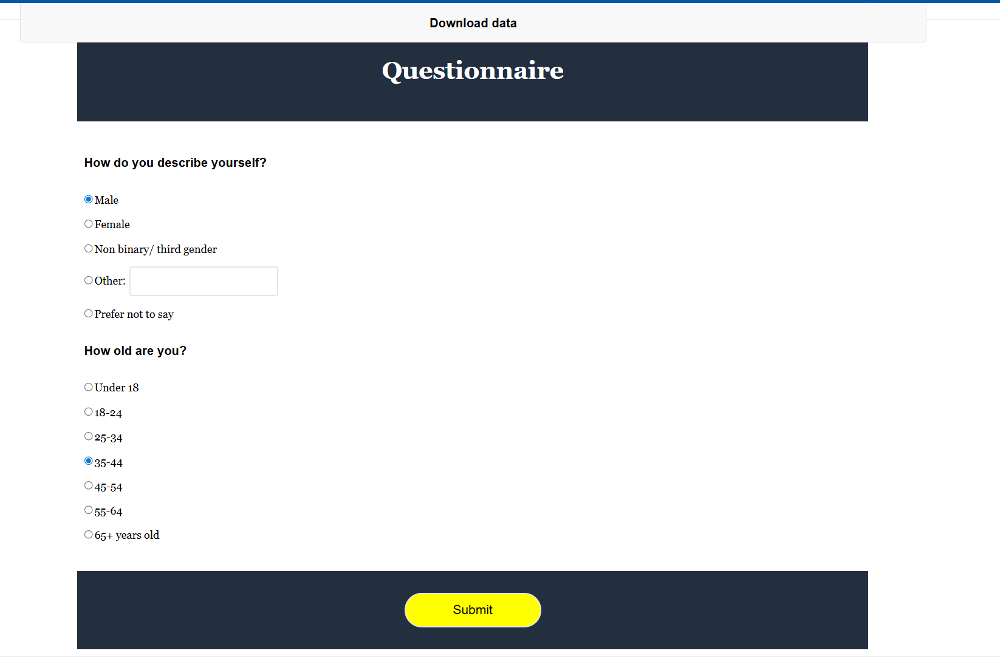 Download data
Questionnaire
How do you describe yourself?
Male
Female
Non binary/ third gender
Other:
Prefer not to say
How old are you?
Under 18
18-24
25-34
35-44
45-54
55-64
65+ years old
Submit